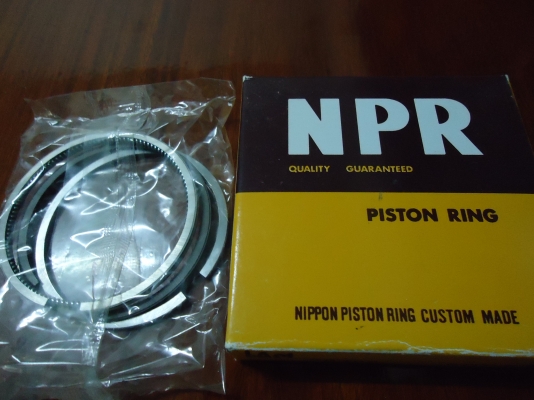 NPR
QUALITY GUARANTEED
PISTON RING
NIPPON PISTON RING CUSTOM MADE